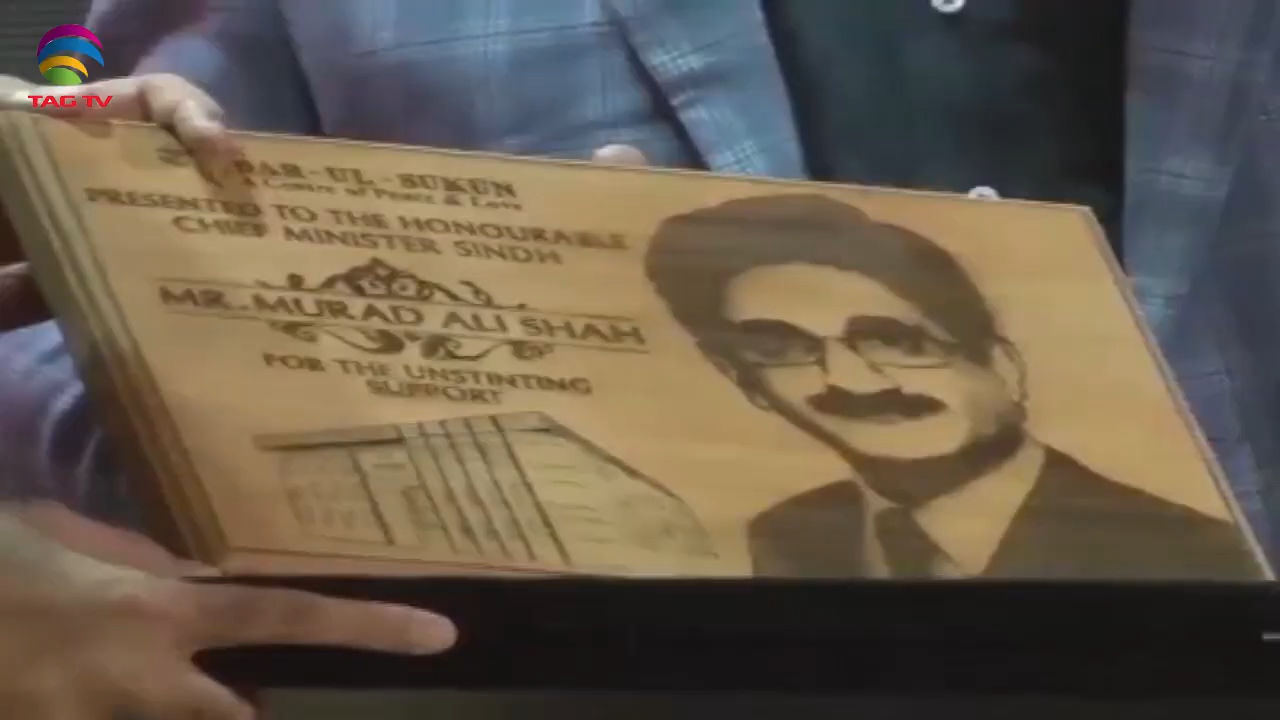 TAG TV
DAR-UL-SUKUN
A Centre of Peace & Love
PRESENTED TO THE HONOURABLE
CHIEF MINISTER SINDH
MR. MURAD ALI SHAH
FOR THE UNSTINTING
SUPPORT